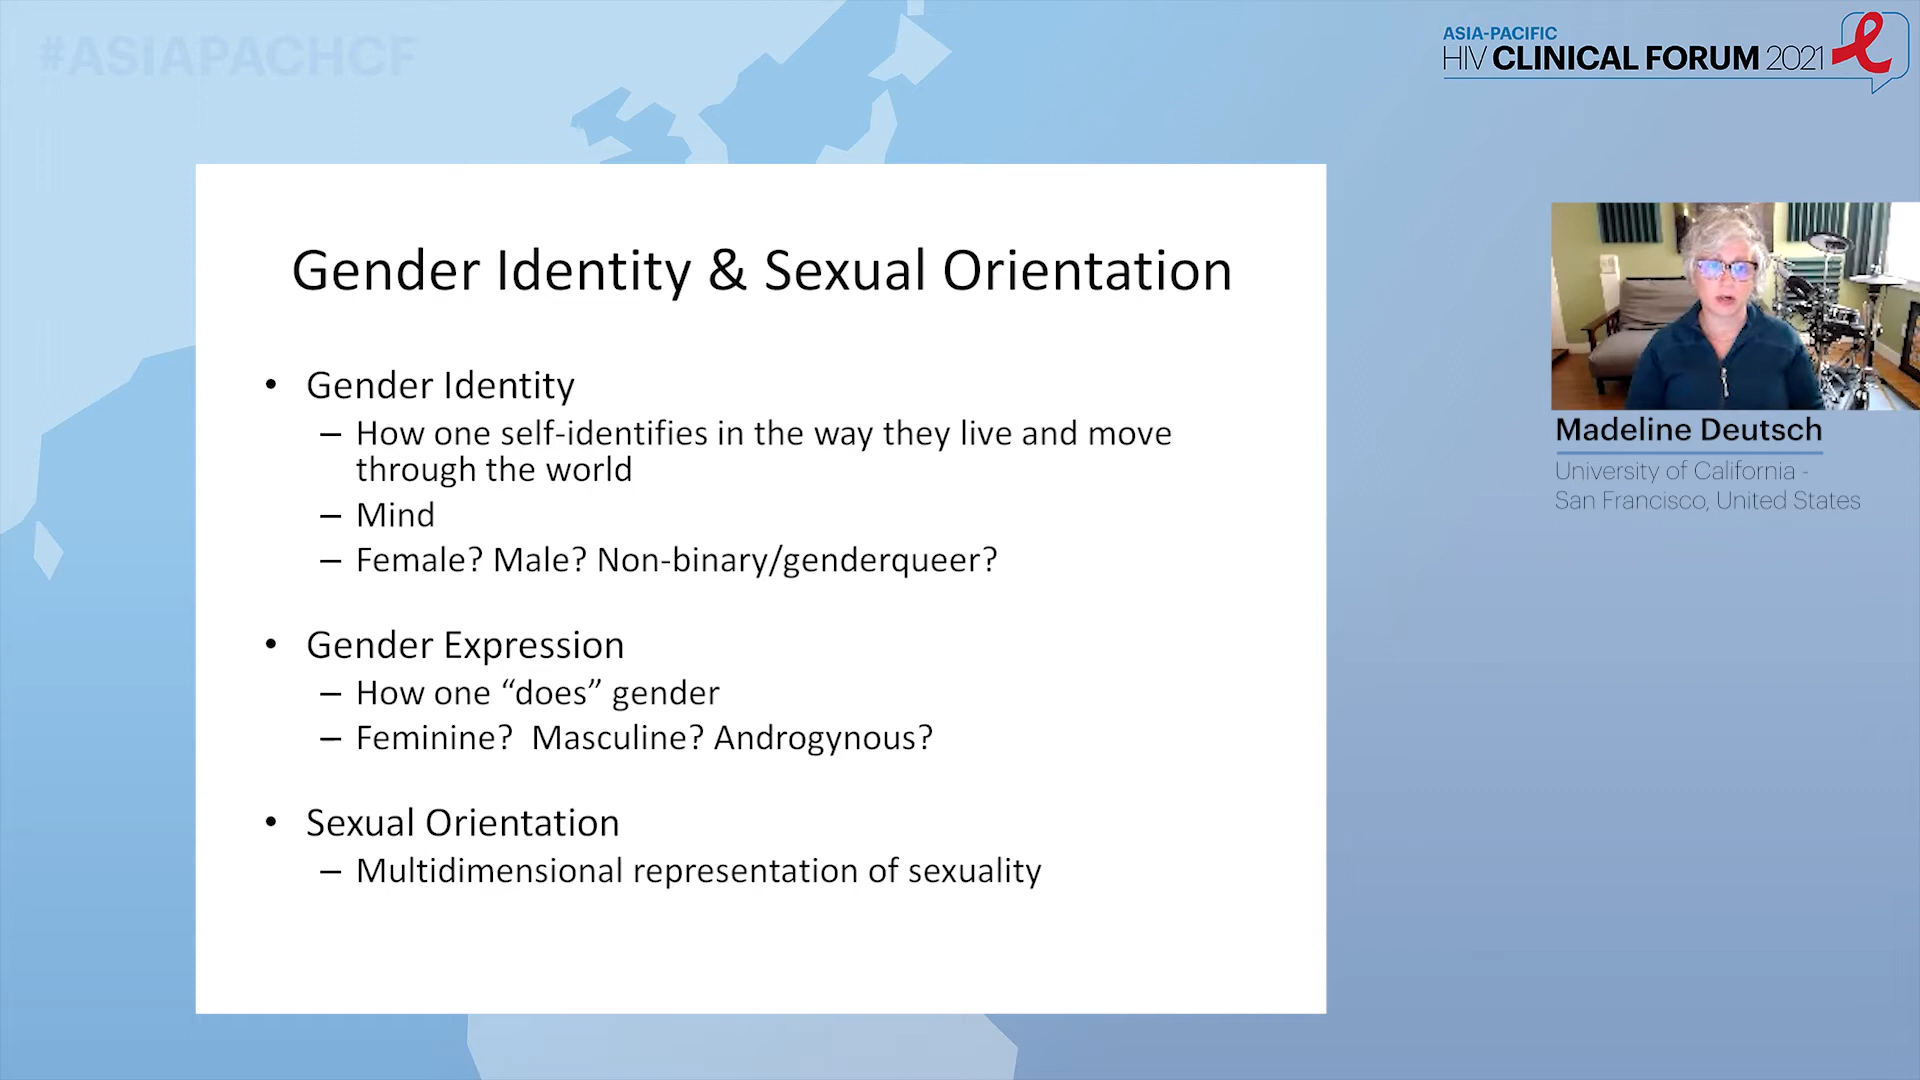 #ASIAPACHCF
ASIA-PACIFIC
HIV CLINICAL FORUM 2021
Gender Identity & Sexual Orientation
• Gender Identity
– How one self-identifies in the way they live and move
through the world
– Mind
– Female? Male? Non-binary/genderqueer?
• Gender Expression
– How one “does” gender
– Feminine?  Masculine? Androgynous?
• Sexual Orientation
– Multidimensional representation of sexuality
Madeline Deutsch
University of California -
San Francisco, United States